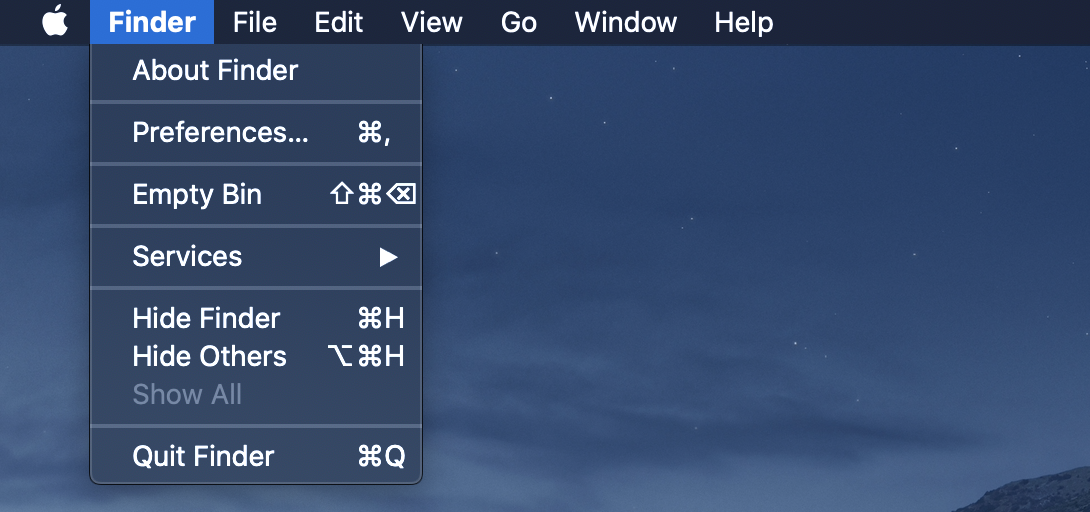 Finder File Edit View Go Window Help
About Finder
Preferences... ⌘,
Empty Bin ⇧⌘⌫
Services ▶
Hide Finder ⌘H
Hide Others ⌥⌘H
Show All
Quit Finder ⌘Q